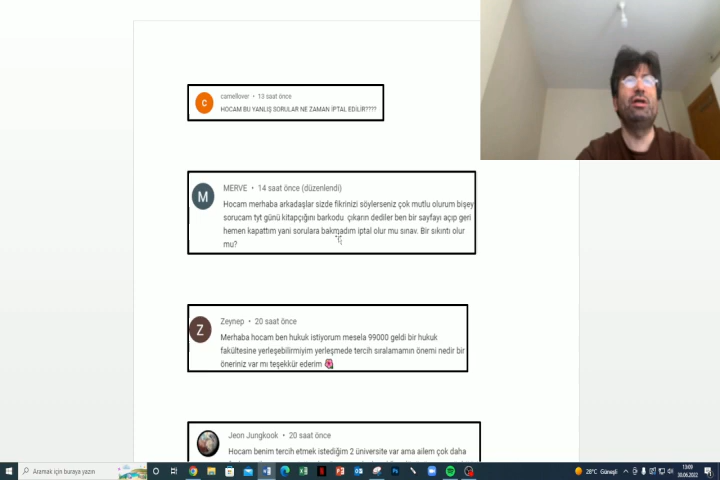 camellover • 13 saat önce
HOCAM BU YANLIŞ SORULAR NE ZAMAN İPTAL EDİLİR????
M
MERVE • 14 saat önce (düzenlendi)
Hocam merhaba arkadaşlar sizde fikrinizi söylerseniz çok mutlu olurum bişey
sorucam tyt günü kitapçığını barkodu çıkarın dediler ben bir sayfayı açıp geri
hemen kapattım yani sorulara bakmadım iptal olur mu sınav. Bir sıkıntı olur
mu?
Z
Zeynep • 20 saat önce
Merhaba hocam ben hukuk istiyorum mesela 99000 geldi bir hukuk
fakültesine yerleşebilirmiyim yerleşmede tercih sıralamamın önemi nedir bir
öneriniz var mı teşekkür ederim
Jeon Jungkook • 20 saat önce
Hocam benim tercih etmek istediğim 2 üniversite var ama ailem çok daha
Aramak için buraya yazın
28°C Güneşli
13:09
30.06.2022